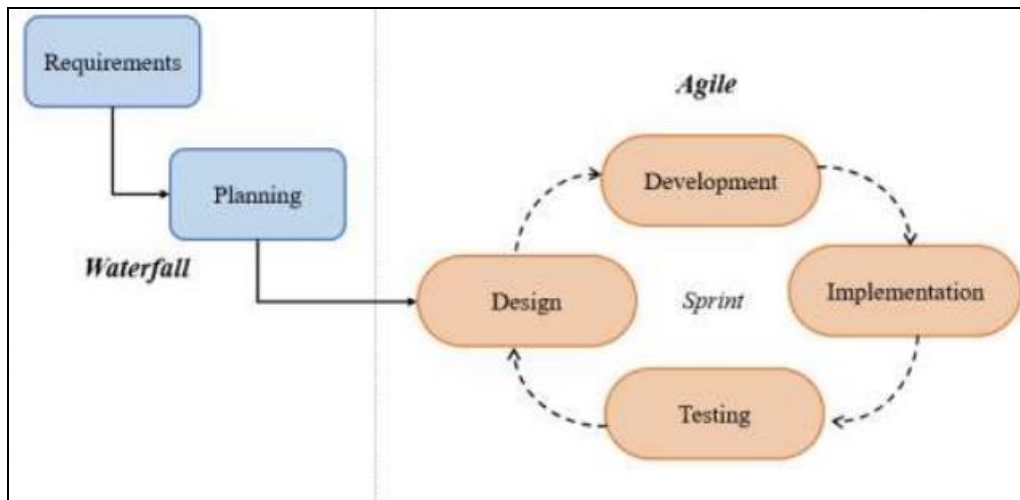 Requirements
Agile
Development
Planning
Waterfall
Design
Sprint
Implementation
Testing